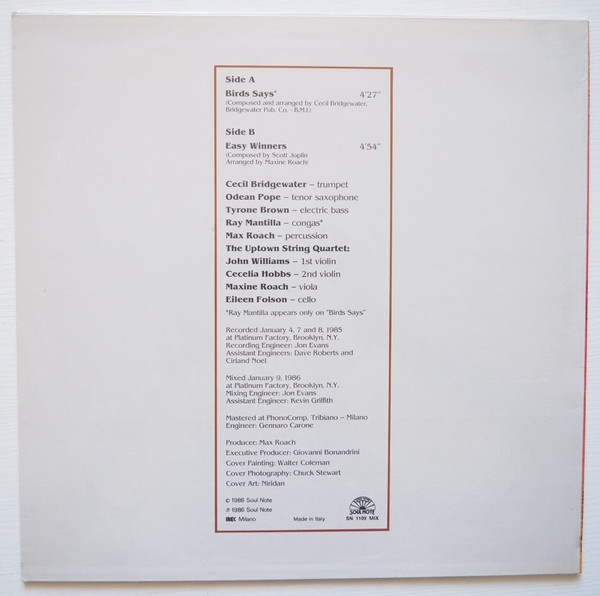 Side A
Birds Says* 4'27"
(Composed and arranged by Cecil Bridgewater,
Bridgewater Pub. Co. - B.M.I.)
Side B
Easy Winners 4'54"
(Composed by Scott Joplin
Arranged by Maxine Roach)
Cecil Bridgewater – trumpet
Odean Pope – tenor saxophone
Tyrone Brown – electric bass
Ray Mantilla – congas*
Max Roach – percussion
The Uptown String Quartet:
John Williams – 1st violin
Cecelia Hobbs – 2nd violin
Maxine Roach – viola
Eileen Folson – cello
*Ray Mantilla appears only on "Birds Says"
Recorded January 4, 7 and 8, 1985
at Platinum Factory, Brooklyn, N.Y.
Recording Engineer: Jon Evans
Assistant Engineers: Dave Roberts and
Cirland Noel
Mixed January 9, 1986
at Platinum Factory, Brooklyn, N.Y.
Mixing Engineer: Jon Evans
Assistant Engineer: Kevin Griffith
Mastered at PhonoComp, Tribiano – Milano
Engineer: Gennaro Carone
Producer: Max Roach
Executive Producer: Giovanni Bonandrini
Cover Painting: Walter Coleman
Cover Photography: Chuck Stewart
Cover Art: Niridan
© 1986 Soul Note
℗ 1986 Soul Note
IREC Milano Made in Italy
SOUL NOTE
SN 1109 MIX